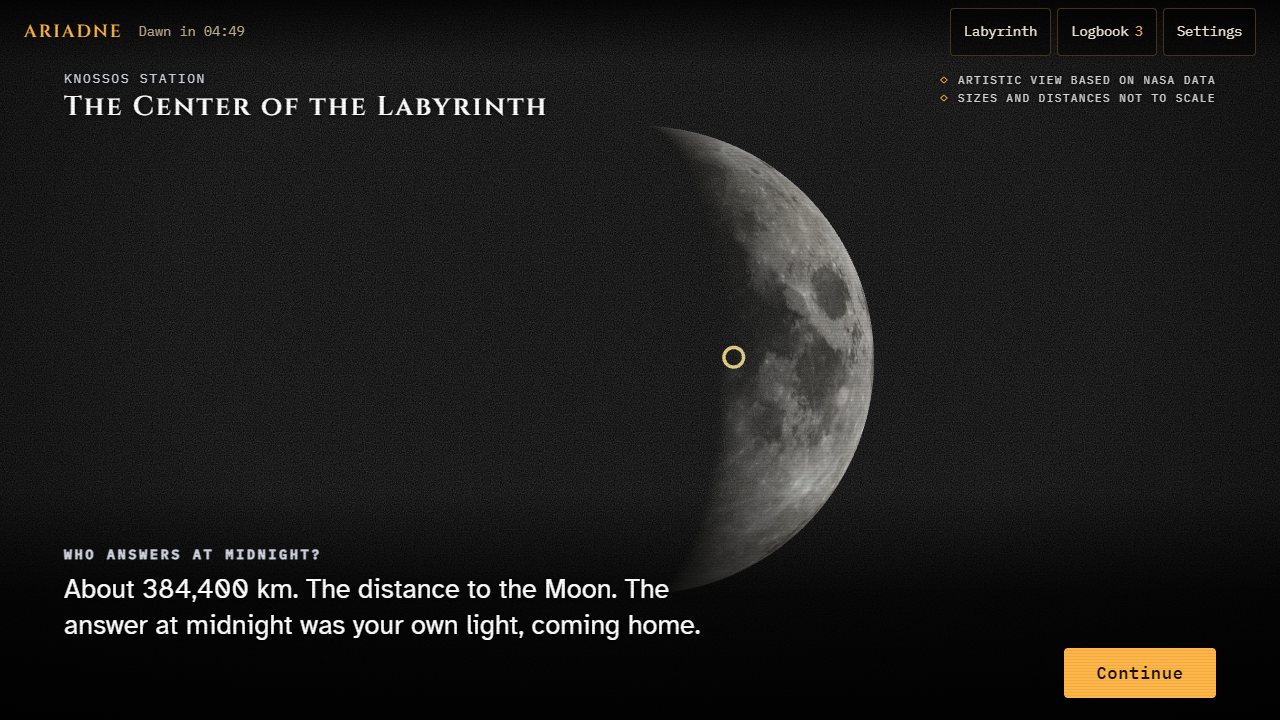 ARIADNE Dawn in 04:49 Labyrinth Logbook 3 Settings
KNOSSOS STATION
THE CENTER OF THE LABYRINTH
ARTISTIC VIEW BASED ON NASA DATA
SIZES AND DISTANCES NOT TO SCALE
WHO ANSWERS AT MIDNIGHT?
About 384,400 km. The distance to the Moon. The
answer at midnight was your own light, coming home.
Continue